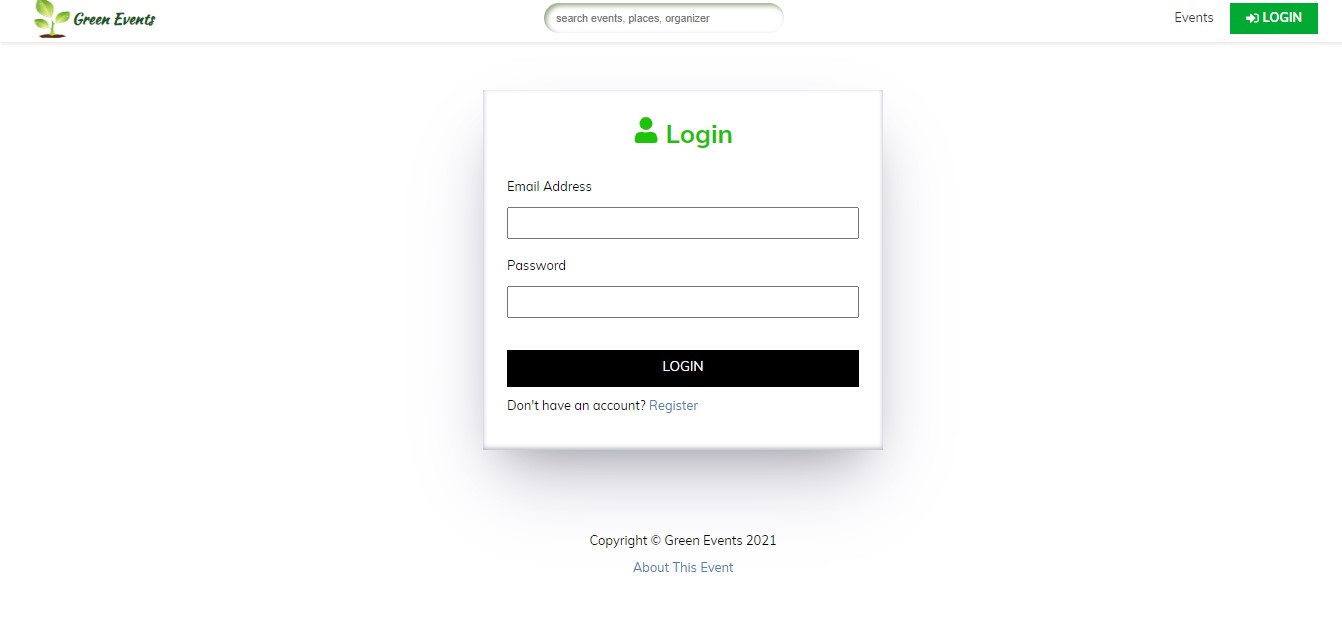 Green Events
search events, places, organizer
Events
LOGIN
Login
Email Address
Password
LOGIN
Don't have an account? Register
Copyright © Green Events 2021
About This Event